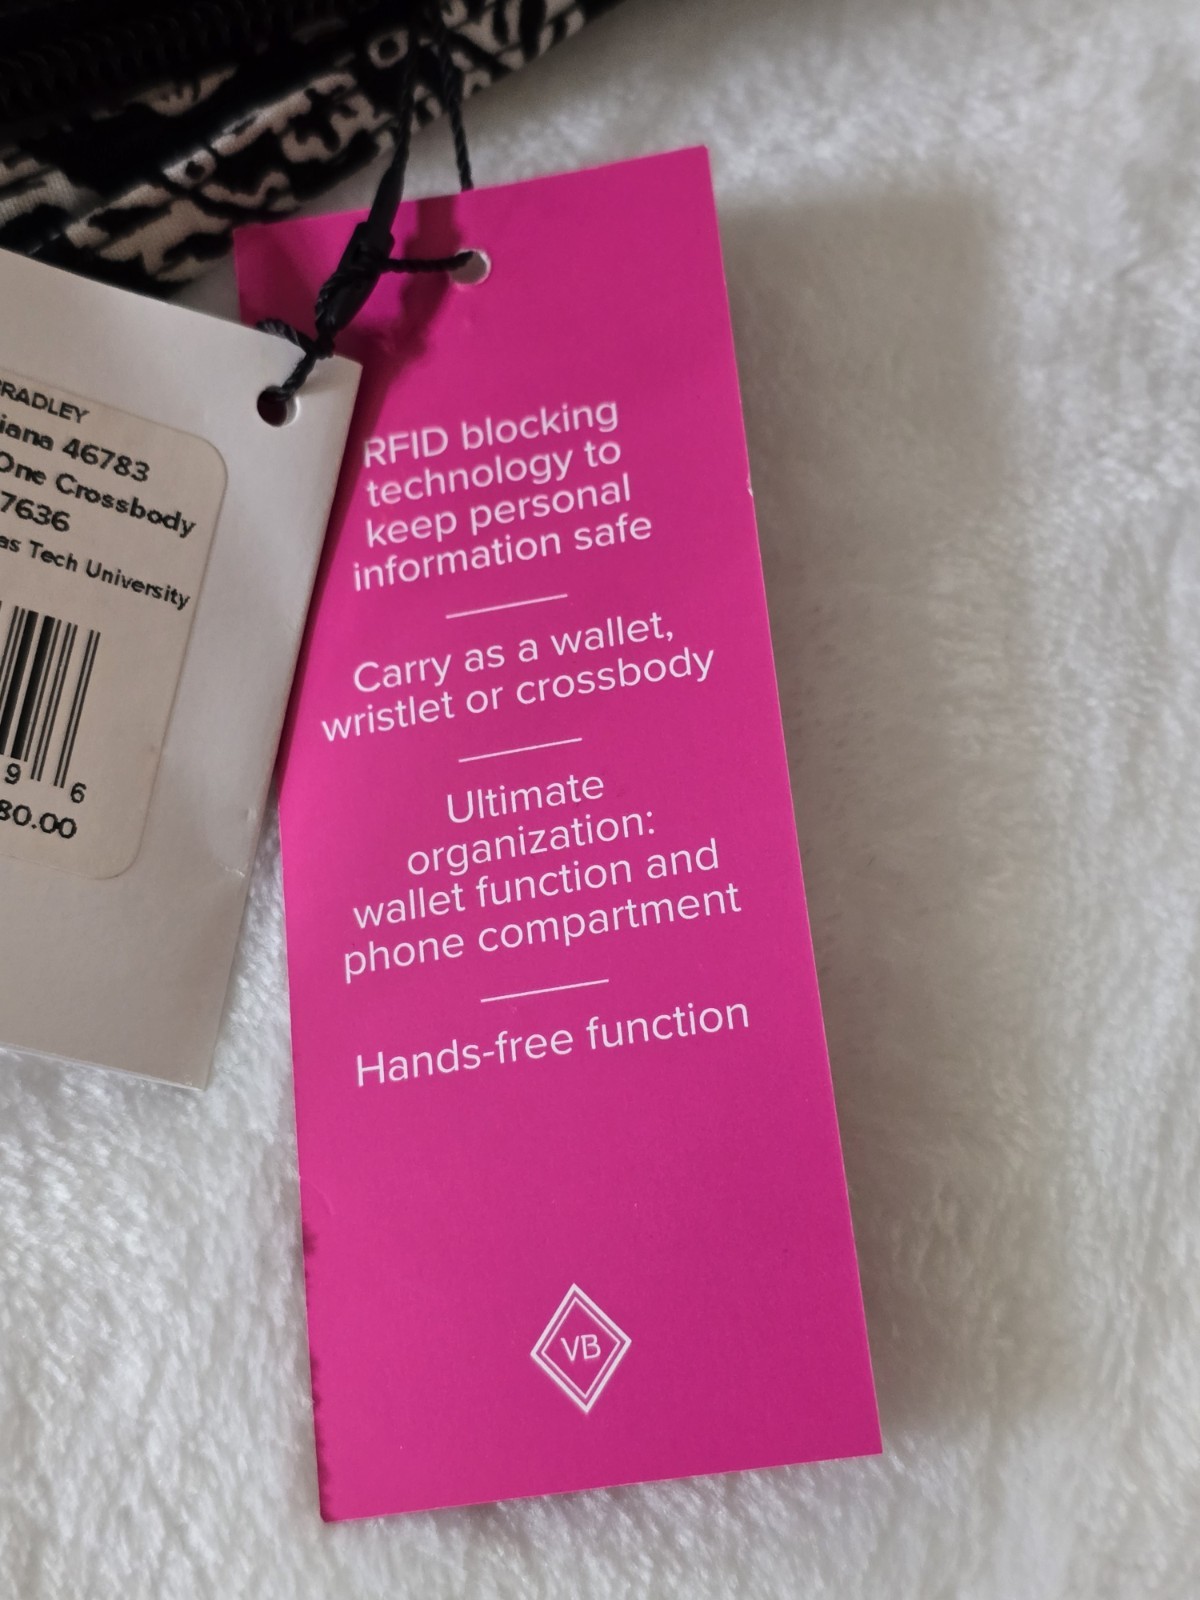 RADLEY
iana 46783
One Crossbody
7636
as Tech University
9 6
80.00
RFID blocking
technology to
keep personal
information safe
Carry as a wallet,
wristlet or crossbody
Ultimate
organization:
wallet function and
phone compartment
Hands-free function
VB